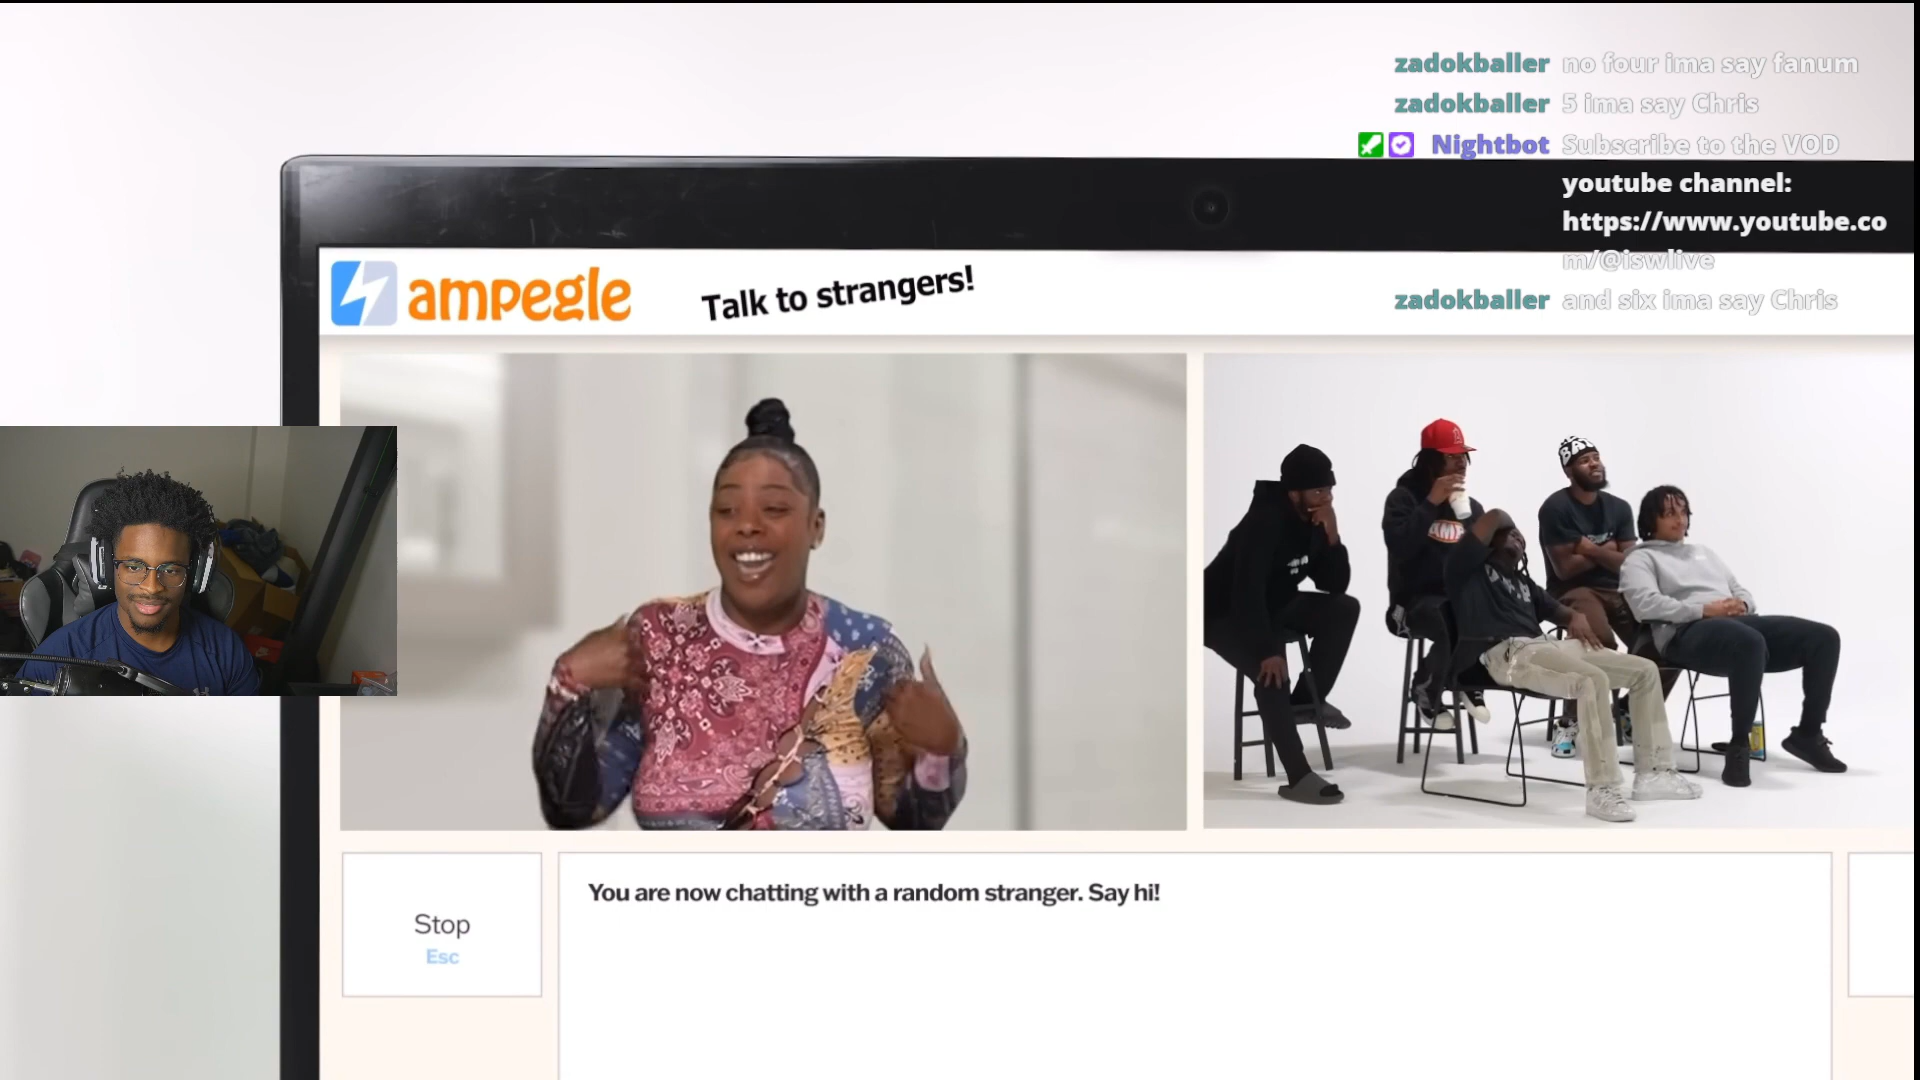 zadokballer no four ima say fanum
zadokballer 5 ima say Chris
Nightbot Subscribe to the VOD
youtube channel:
https://www.youtube.co
m/@iswlive
zadokballer and six ima say Chris
ampegle Talk to strangers!
You are now chatting with a random stranger. Say hi!
Stop
Esc